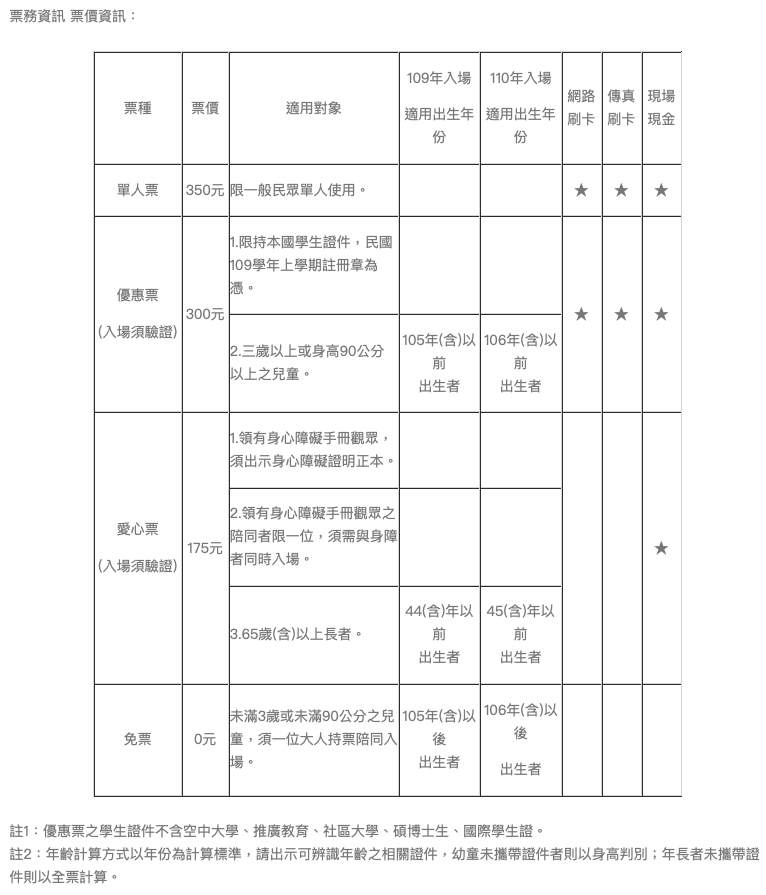 票務資訊 票價資訊：
票種
票價
適用對象
109年入場
適用出生年
份
110年入場
適用出生年
份
網路
刷卡
傳真
刷卡
現場
現金
單人票
350元
限一般民眾單人使用。
★
★
★
優惠票
(入場須驗證)
300元
1.限持本國學生證件，民國
109學年上學期註冊章為
憑。
2.三歲以上或身高90公分
以上之兒童。
105年(含)以
前
出生者
106年(含)以
前
出生者
★
★
★
愛心票
(入場須驗證)
175元
1.領有身心障礙手冊觀眾，
須出示身心障礙證明正本。
2.領有身心障礙手冊觀眾之
陪同者限一位，須需與身障
者同時入場。
3.65歲(含)以上長者。
44(含)年以
前
出生者
45(含)年以
前
出生者
★
免票
0元
未滿3歲或未滿90公分之兒
童，須一位大人持票陪同入
場。
105年(含)以
後
出生者
106年(含)以
後
出生者
註1：優惠票之學生證件不含空中大學、推廣教育、社區大學、碩博士生、國際學生證。
註2：年齡計算方式以年份為計算標準，請出示可辨識年齡之相關證件，幼童未攜帶證件者則以身高判別；年長者未攜帶證
件則以全票計算。